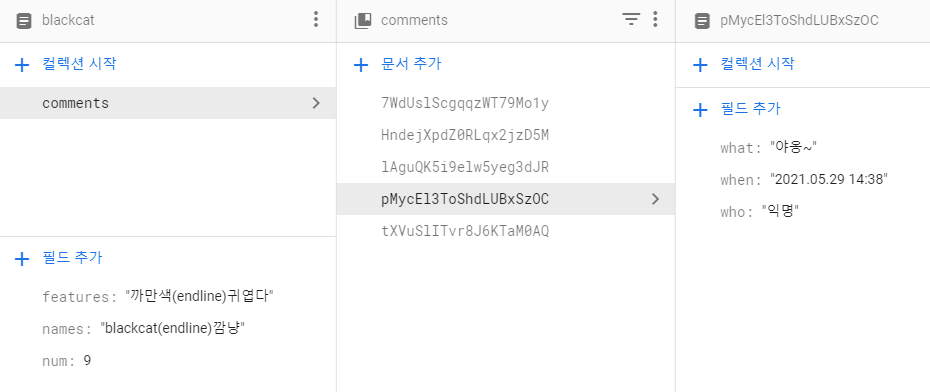 blackcat
컬렉션 시작
comments
필드 추가
features: "까만색(endline)귀엽다"
names: "blackcat(endline)깜냥"
num: 9
comments
문서 추가
7WdUslScgqqzWT79Mo1y
HndejXpdZ0RLqx2jzD5M
lAguQK5i9elw5yeg3dJR
pMycEl3ToShdLUBxSzOC
tXVuSlITvr8J6KTaM0AQ
pMycEl3ToShdLUBxSzOC
컬렉션 시작
필드 추가
what: "야옹~"
when: "2021.05.29 14:38"
who: "익명"